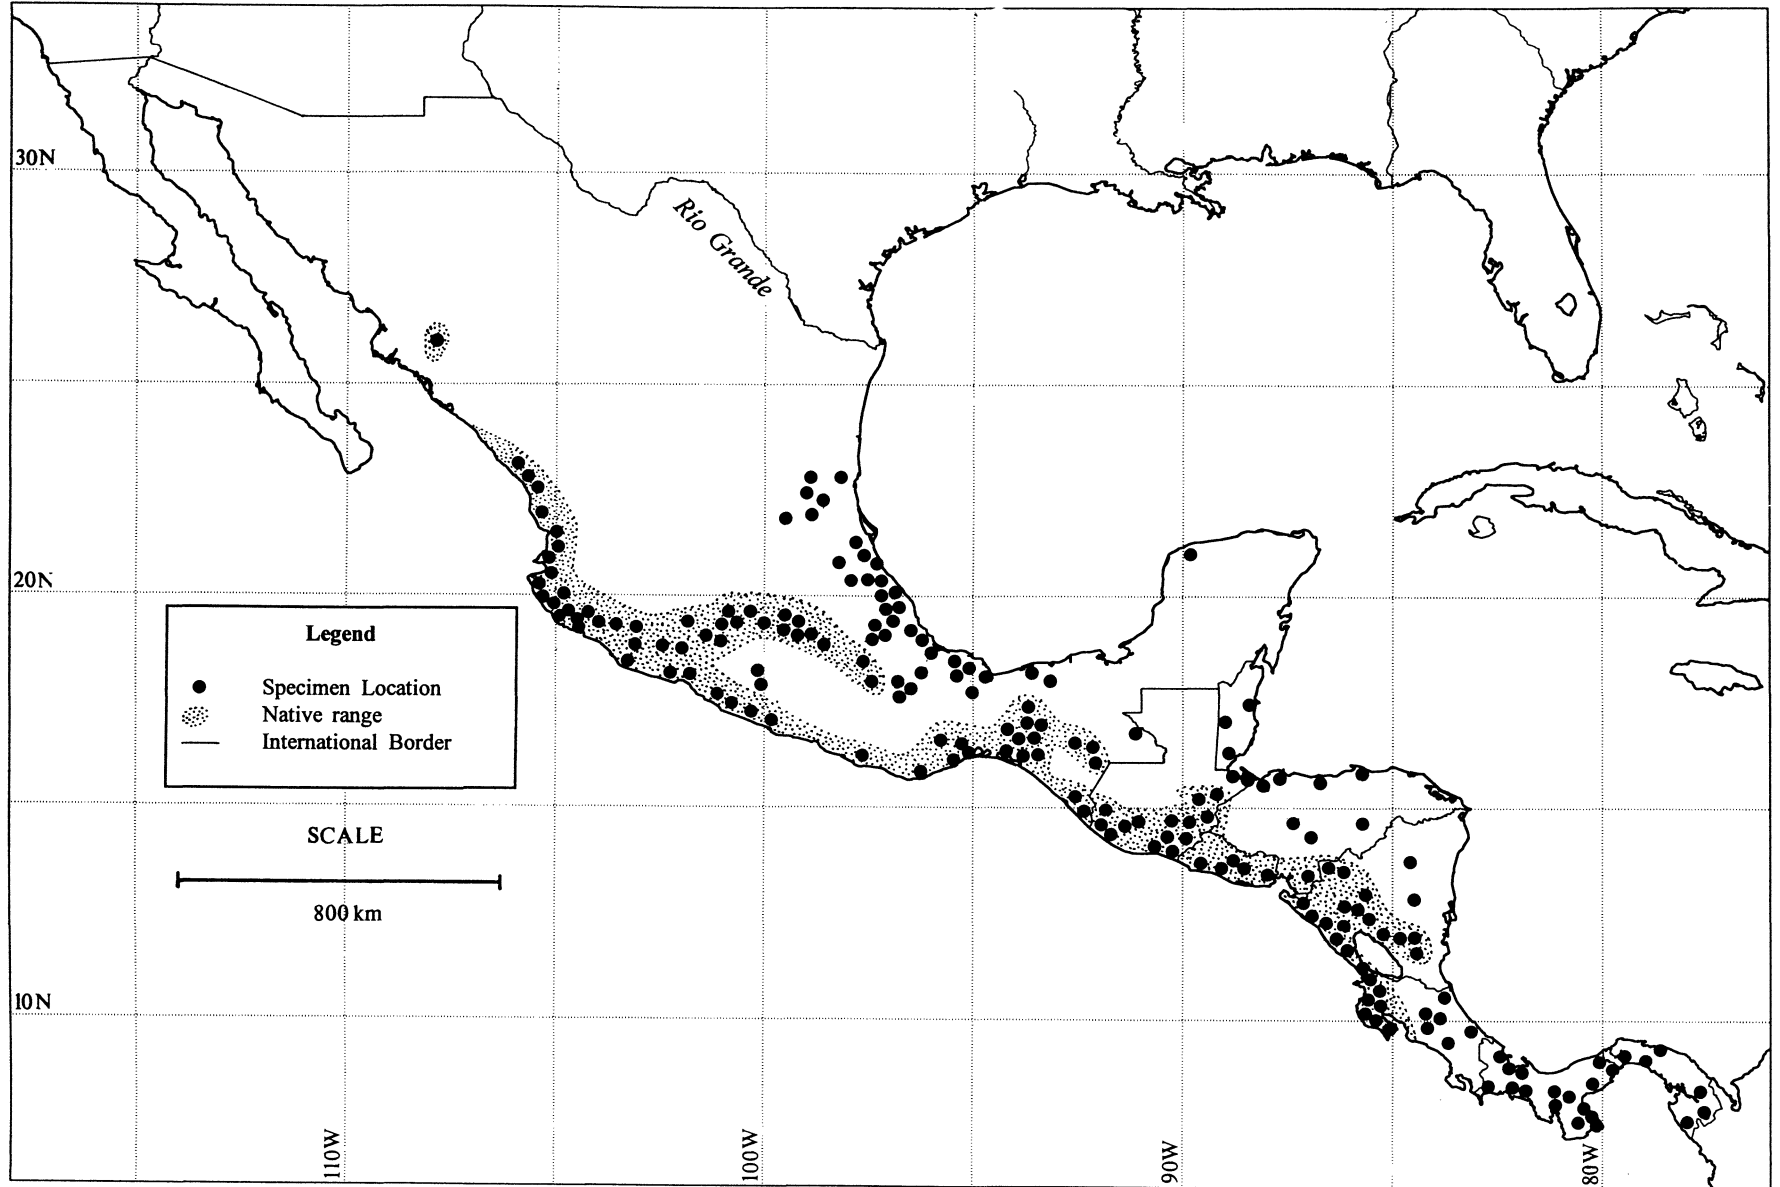 30N
Rio Grande
20N
Legend
Specimen Location
Native range
International Border
SCALE
800 km
10N
110W
100W
90W
80W